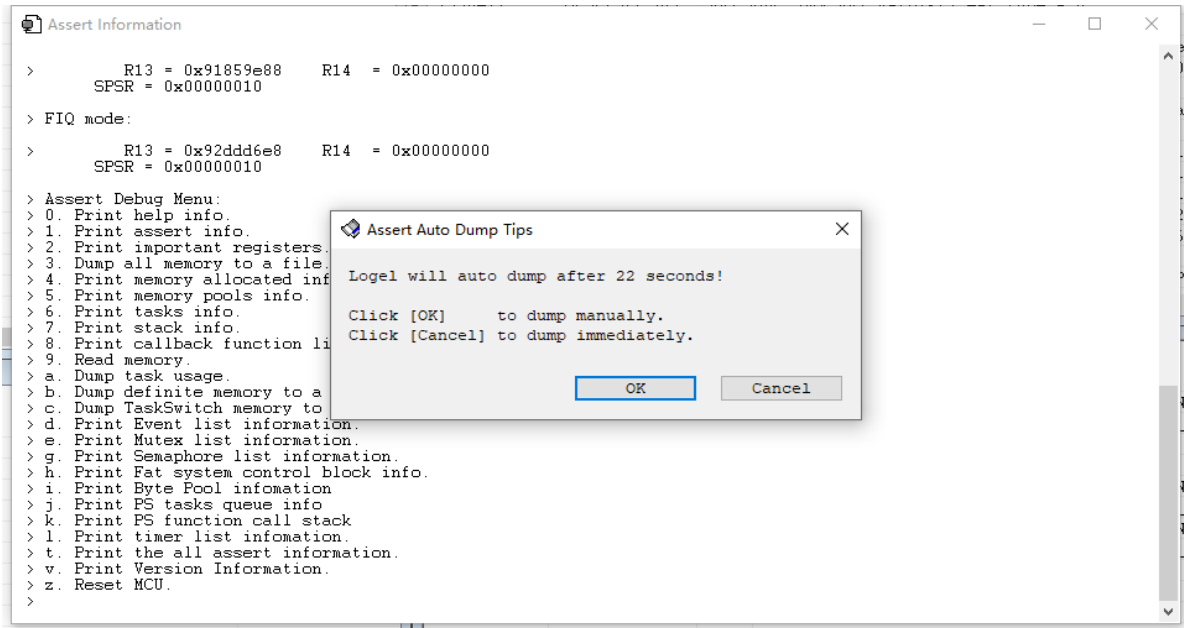 Assert Information
>          R13 = 0x91859e88     R14  = 0x00000000
       SPSR = 0x00000010
> FIQ mode:
>          R13 = 0x92ddd6e8     R14  = 0x00000000
       SPSR = 0x00000010
> Assert Debug Menu:
> 0. Print help info.
> 1. Print assert info.
> 2. Print important registers.
> 3. Dump all memory to a file.
> 4. Print memory allocated inf
> 5. Print memory pools info.
> 6. Print tasks info.
> 7. Print stack info.
> 8. Print callback function li
> 9. Read memory.
> a. Dump task usage.
> b. Dump definite memory to a
> c. Dump TaskSwitch memory to
> d. Print Event list information.
> e. Print Mutex list information.
> g. Print Semaphore list information.
> h. Print Fat system control block info.
> i. Print Byte Pool infomation
> j. Print PS tasks queue info
> k. Print PS function call stack
> l. Print timer list infomation.
> t. Print the all assert information.
> v. Print Version Information.
> z. Reset MCU.
>
Assert Auto Dump Tips
Logel will auto dump after 22 seconds!
Click [OK]     to dump manually.
Click [Cancel] to dump immediately.
OK
Cancel